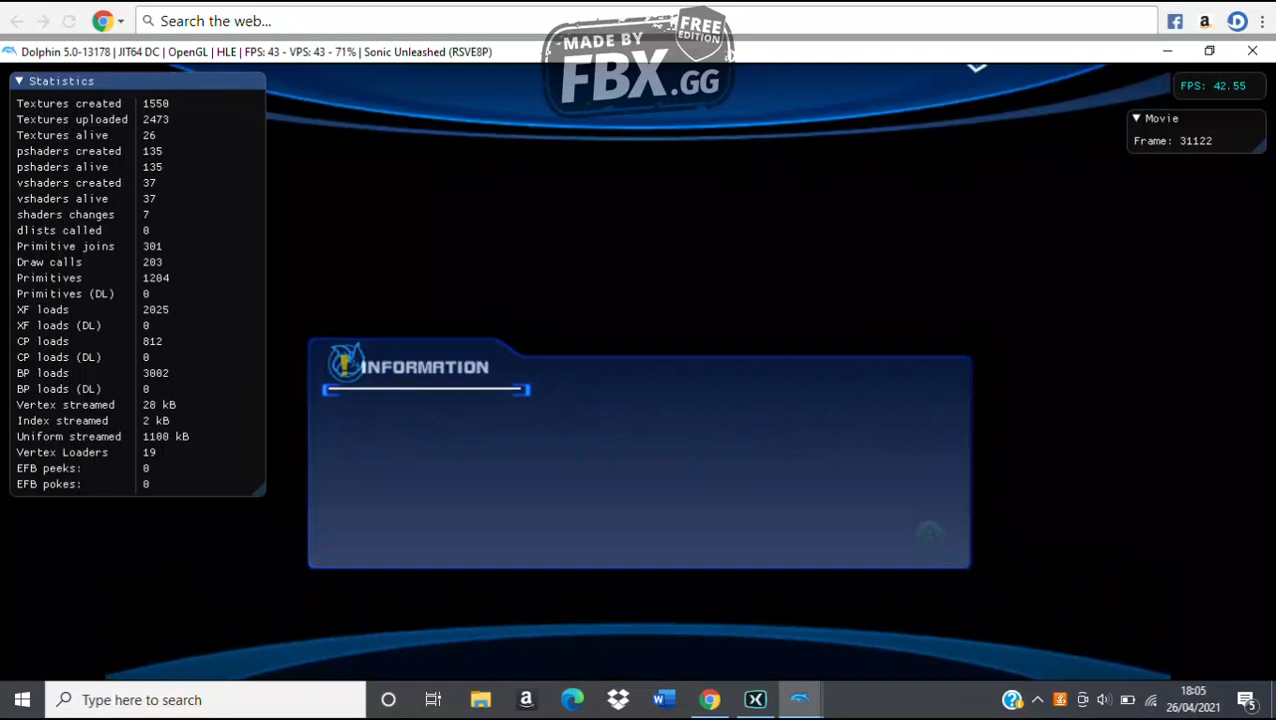 Search the web...
MADE BY
FREE
EDITION
FBX.GG
Dolphin 5.0-13178 | JIT64 DC | OpenGL | HLE | FPS: 43 - VPS: 43 - 71% | Sonic Unleashed (RSVE8P)
Statistics
Textures created 1550
Textures uploaded 2473
Textures alive 26
pshaders created 135
pshaders alive 135
vshaders created 37
vshaders alive 37
shaders changes 7
dlists called 0
Primitive joins 301
Draw calls 203
Primitives 1204
Primitives (DL) 0
XF loads 2025
XF loads (DL) 0
CP loads 812
CP loads (DL) 0
BP loads 3002
BP loads (DL) 0
Vertex streamed 28 kB
Index streamed 2 kB
Uniform streamed 1100 kB
Vertex Loaders 19
EFB peeks: 0
EFB pokes: 0
FPS: 42.55
Movie
Frame: 31122
INFORMATION
Type here to search
18:05
26/04/2021
5